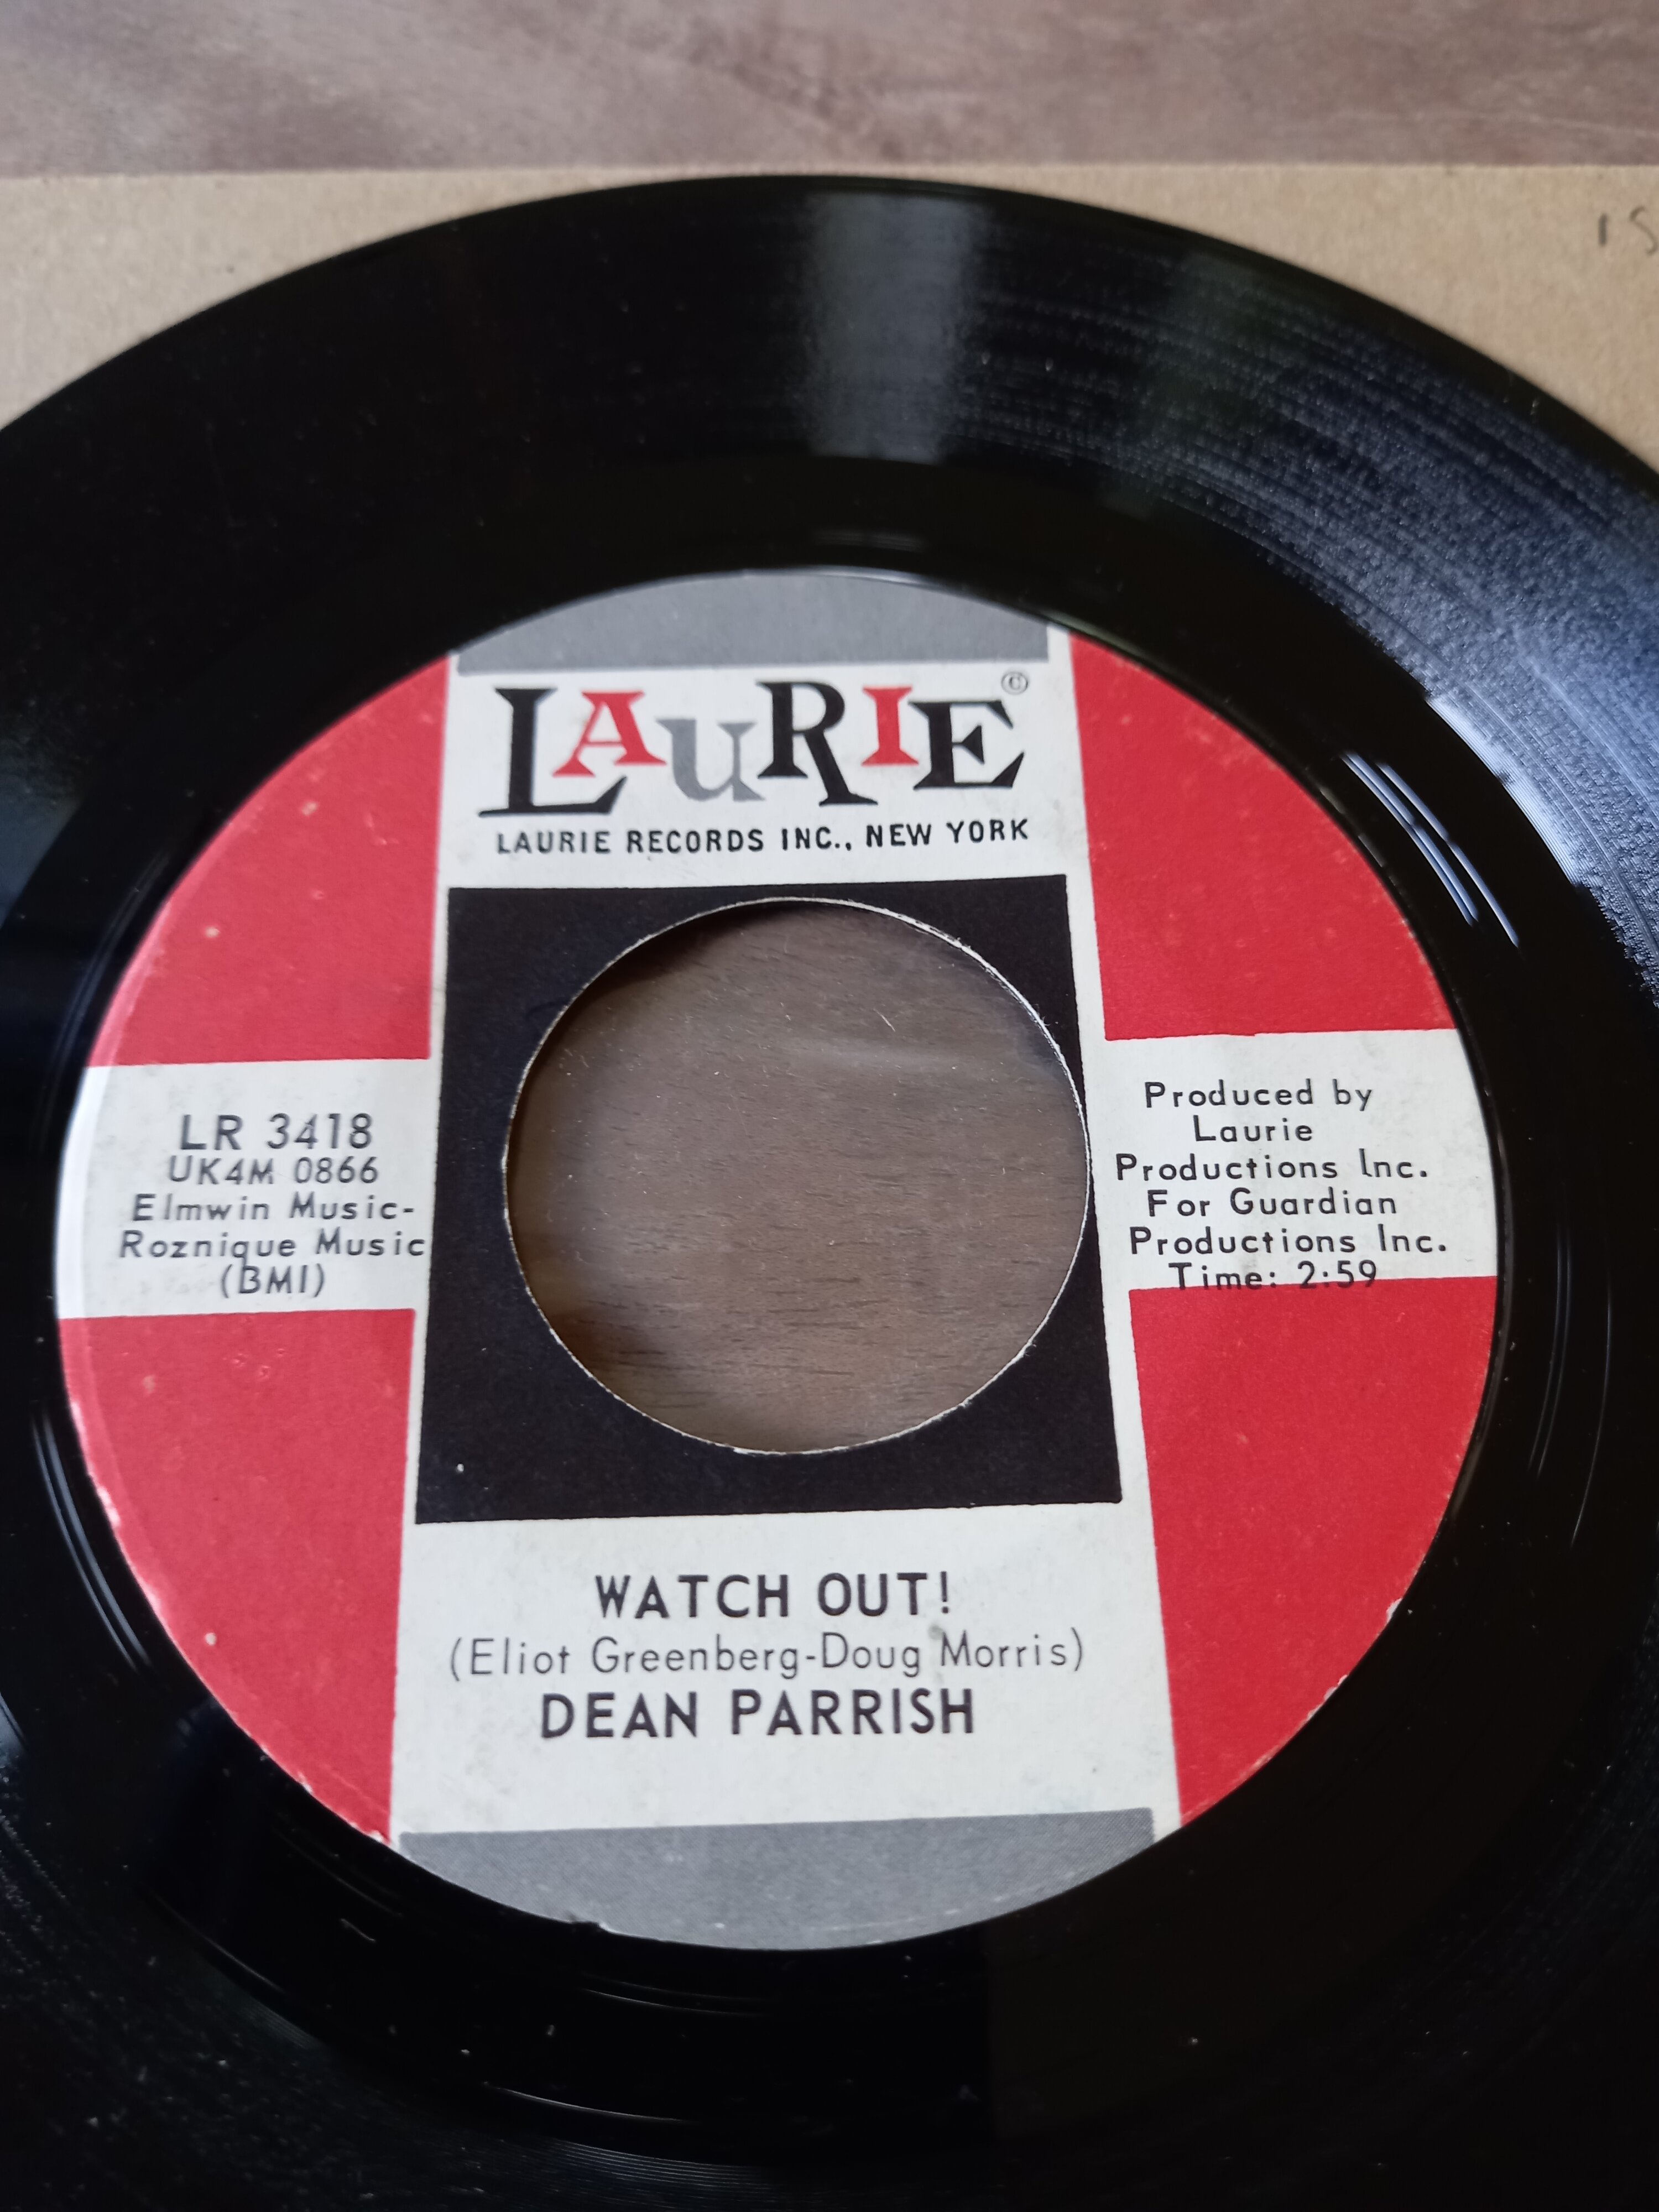 LAURIE ©
LAURIE RECORDS INC., NEW YORK
LR 3418
UK4M 0866
Elmwin Music-
Roznique Music
(BMI)
Produced by
Laurie
Productions Inc.
For Guardian
Productions Inc.
Time: 2:59
WATCH OUT!
(Eliot Greenberg-Doug Morris)
DEAN PARRISH